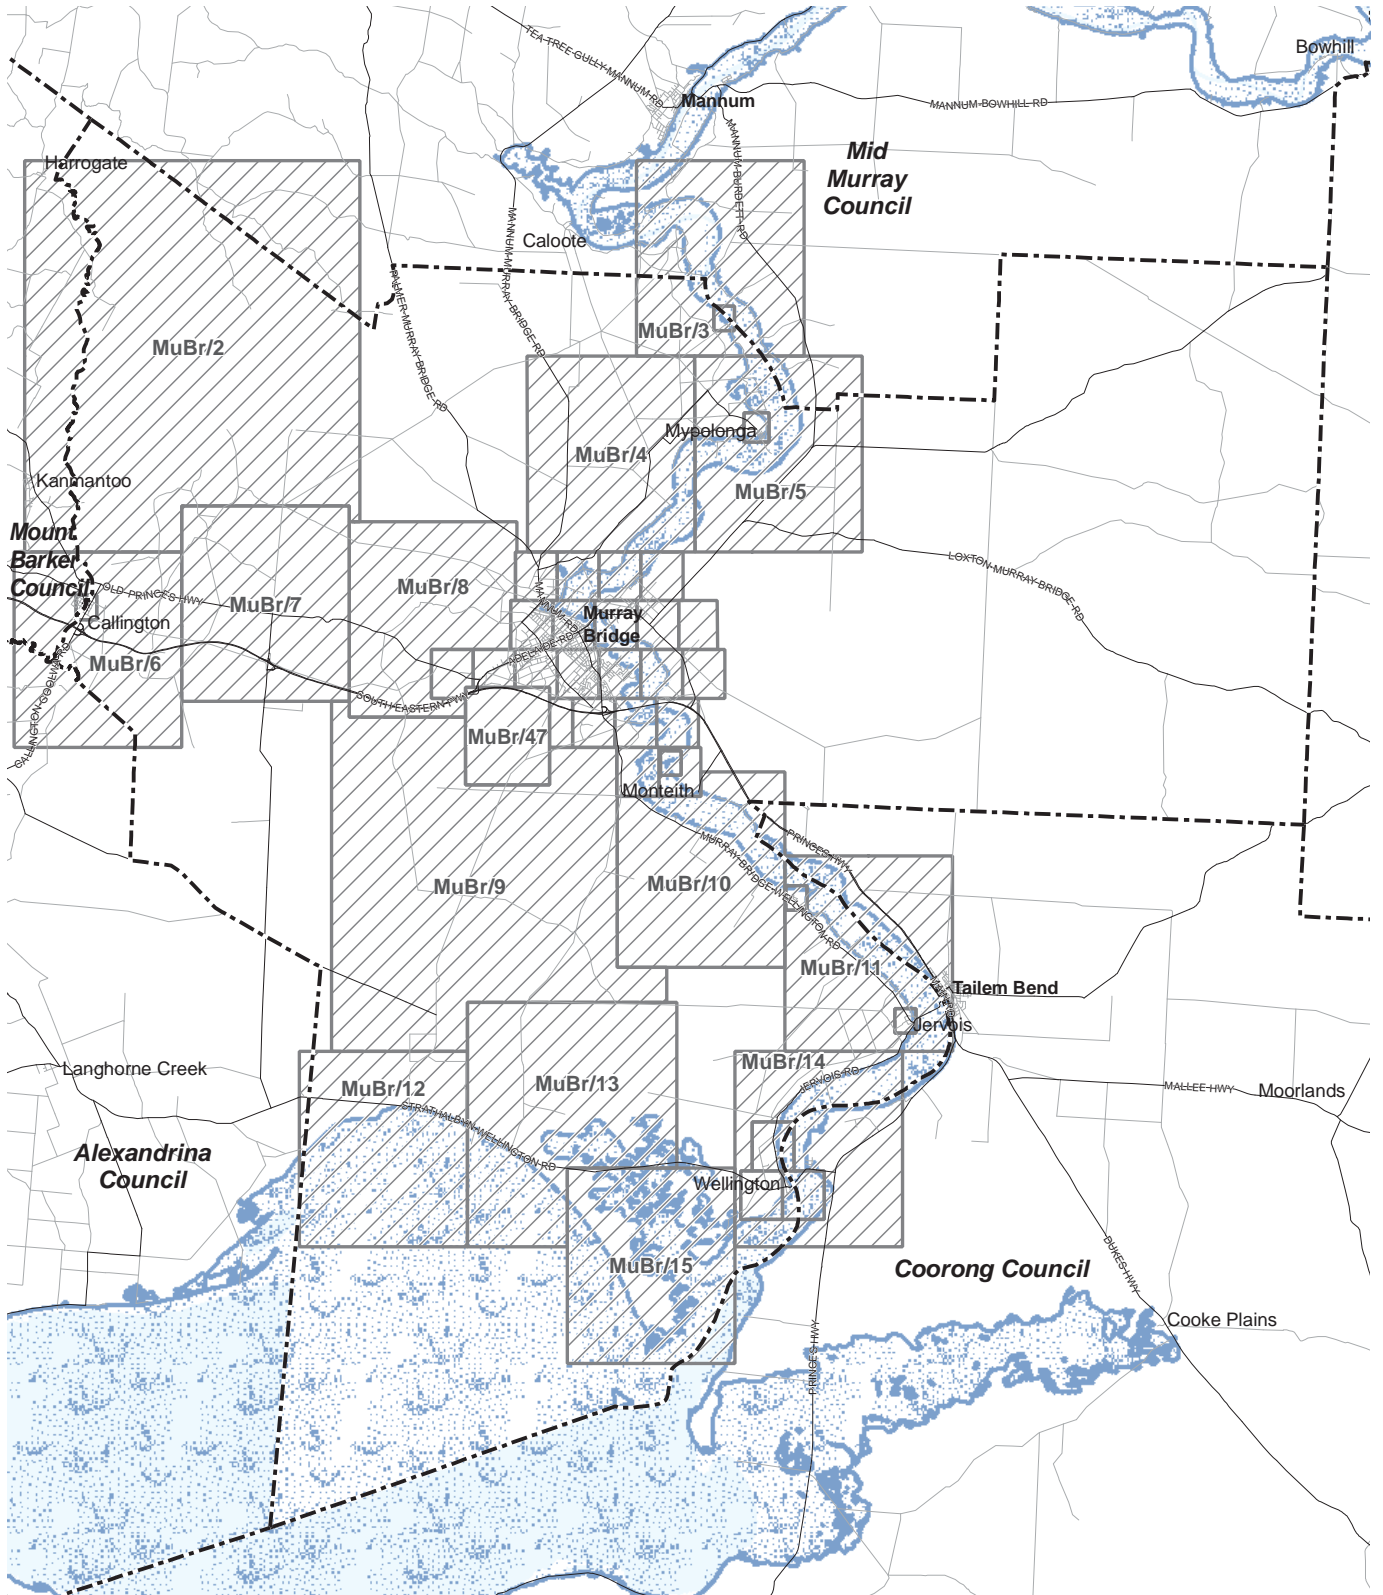 Bowhill
TEA-TREE-GULLY-MANNUM-RD
Mannum
MANNUM-BOWHILL-RD
MANNUM-BURDETT-RD
Mid
Murray
Council
Harrogate
MANNUM-MURRAY-BRIDGE-RD
Caloote
PALMER-MURRAY-BRIDGE-RD
MuBr/3
MuBr/2
Mypolonga
MuBr/4
MuBr/5
Kanmantoo
Mount
Barker
Council
OLD-PRINCES-HWY
MuBr/7
MuBr/8
MANNUM-RD
Murray
Bridge
LOXTON-MURRAY-BRIDGE-RD
Callington
ADELAIDE-RD
MuBr/6
CALLINGTON-GOOLWA-RD
SOUTH-EASTERN-FWY
MuBr/47
Monteith
PRINCES-HWY
MURRAY-BRIDGE-WELLINGTON-RD
MuBr/9
MuBr/10
MuBr/11
Tailem Bend
Jervois
Langhorne Creek
MuBr/12
MuBr/13
MuBr/14
JERVOIS-RD
MALLEE-HWY
Moorlands
STRATHALBYN-WELLINGTON-RD
Alexandrina
Council
Wellington
MuBr/15
Coorong Council
DUKES-HWY
Cooke Plains
PRINCES-HWY